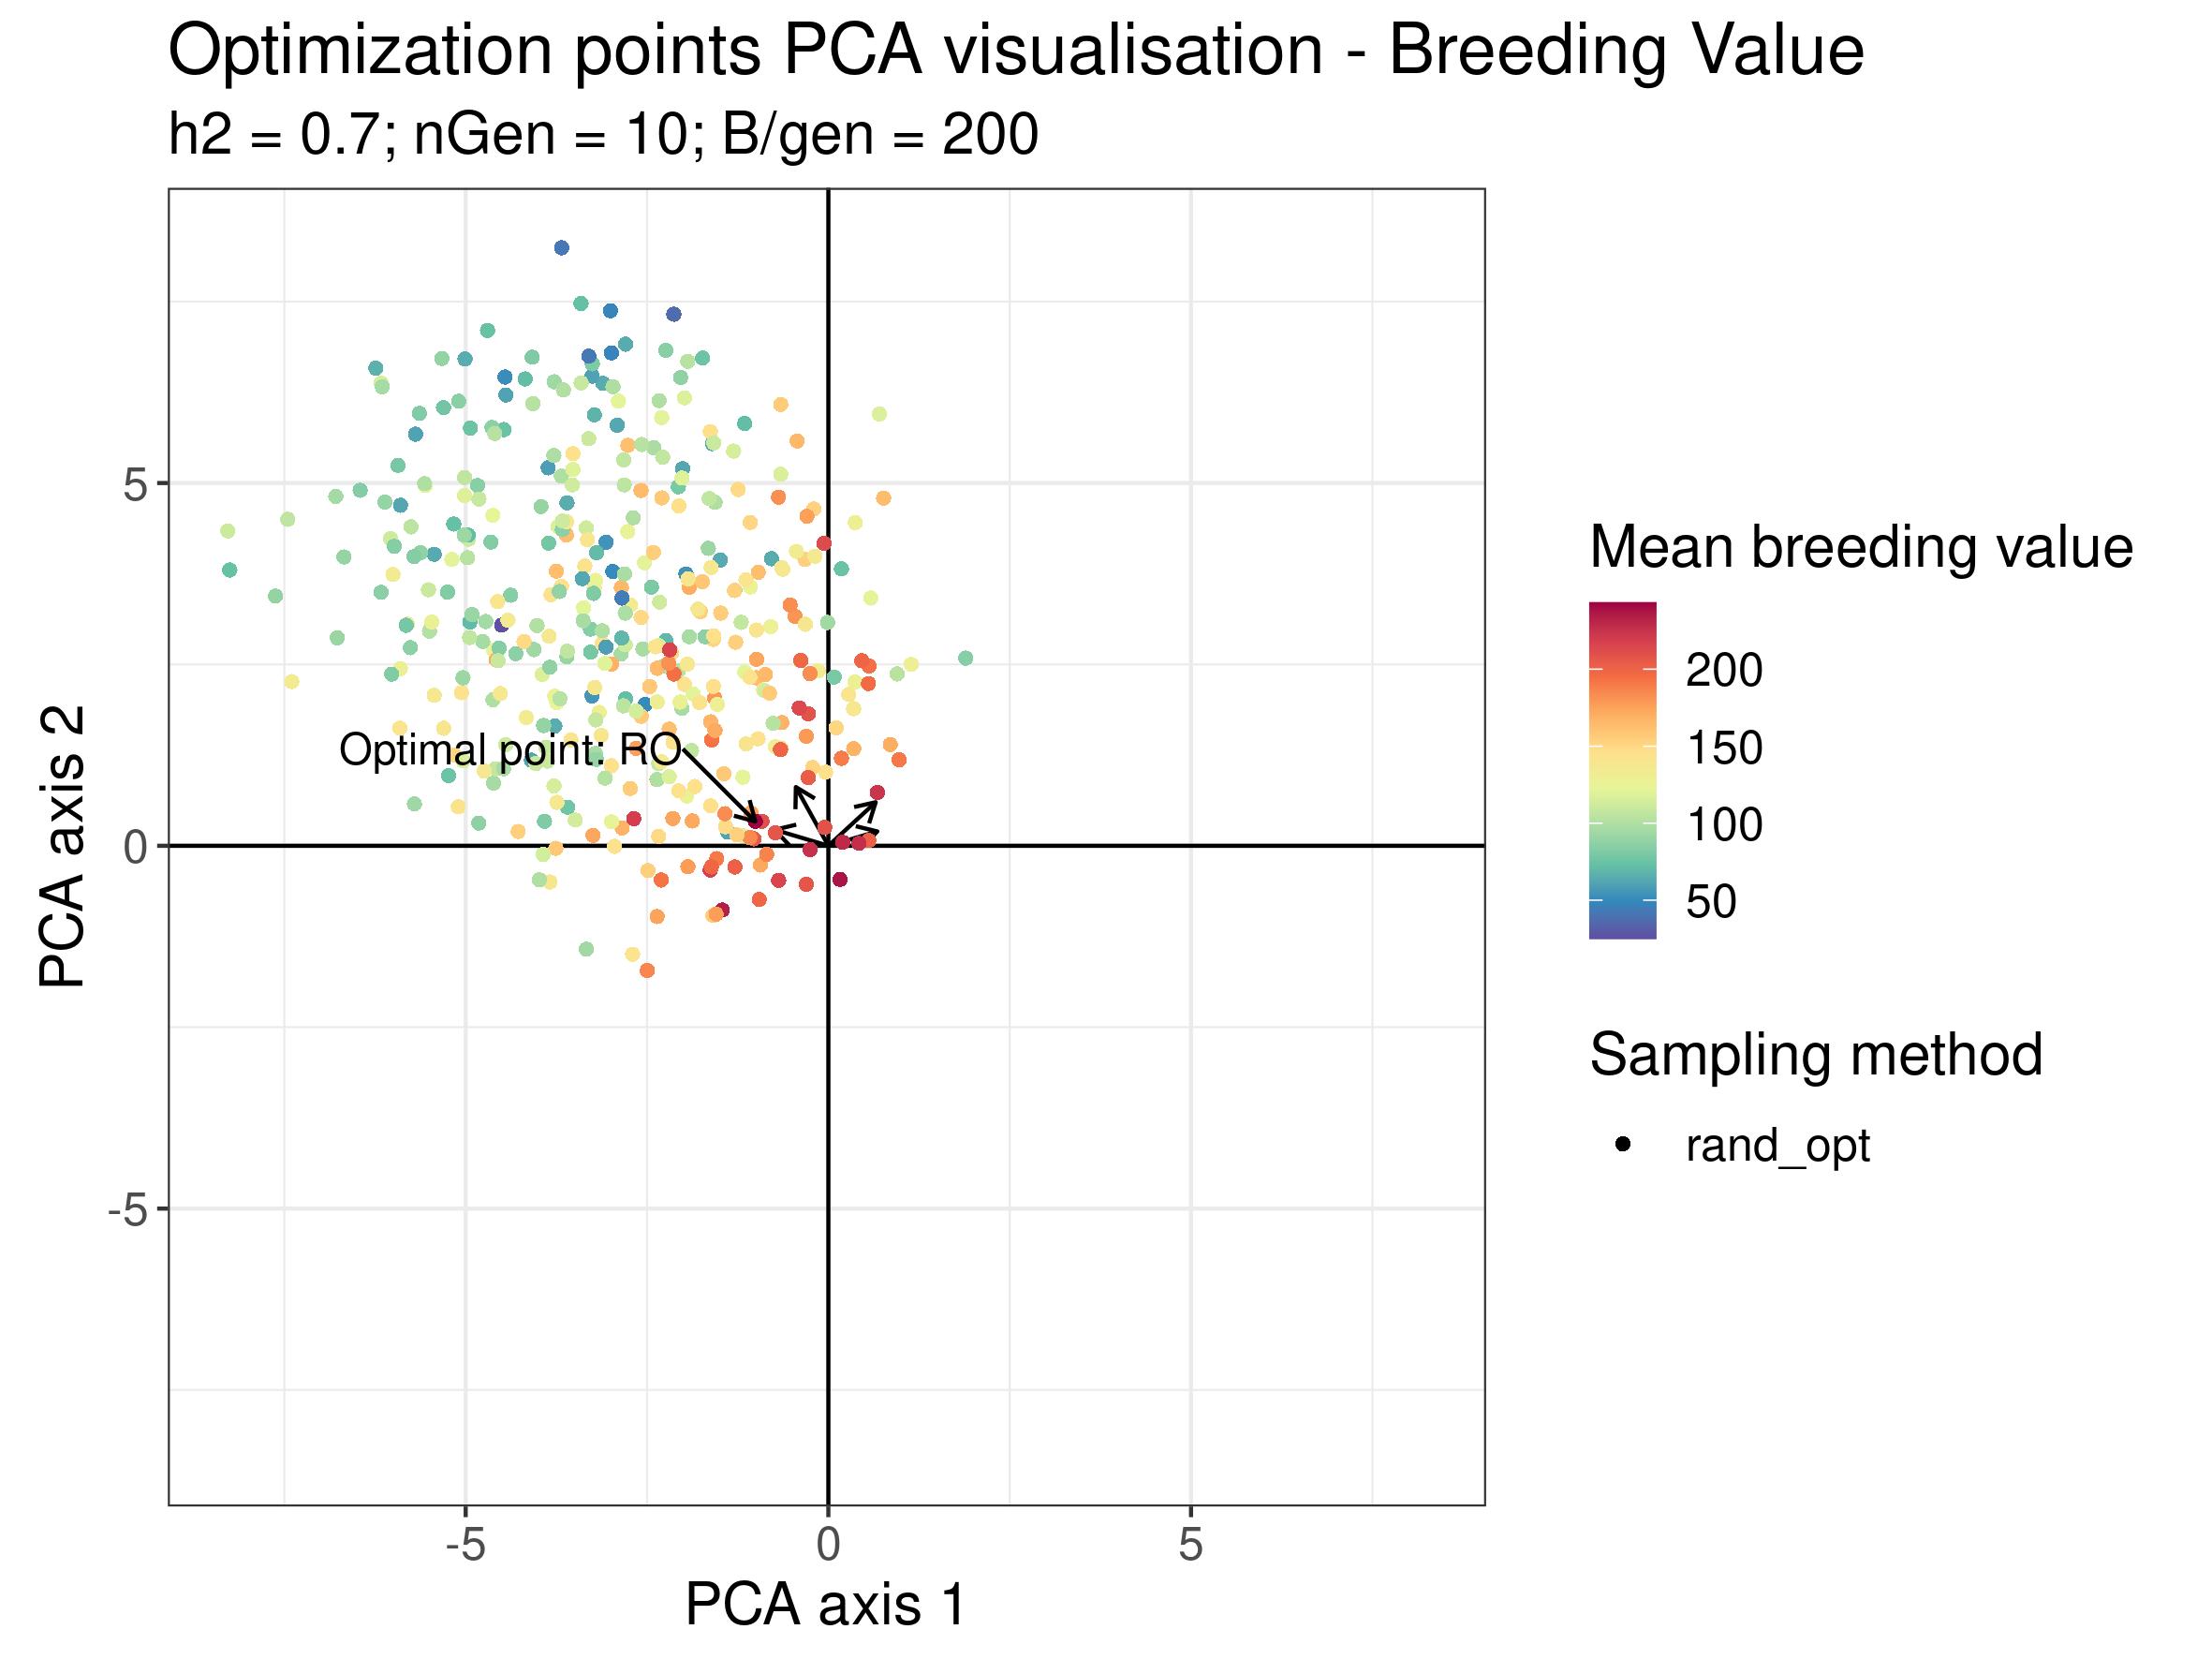 Optimization points PCA visualisation - Breeding Value
h2 = 0.7; nGen = 10; B/gen = 200
PCA axis 2
5
0
-5
Optimal point: RO
-5
0
5
PCA axis 1
Mean breeding value
200
150
100
50
Sampling method
rand_opt